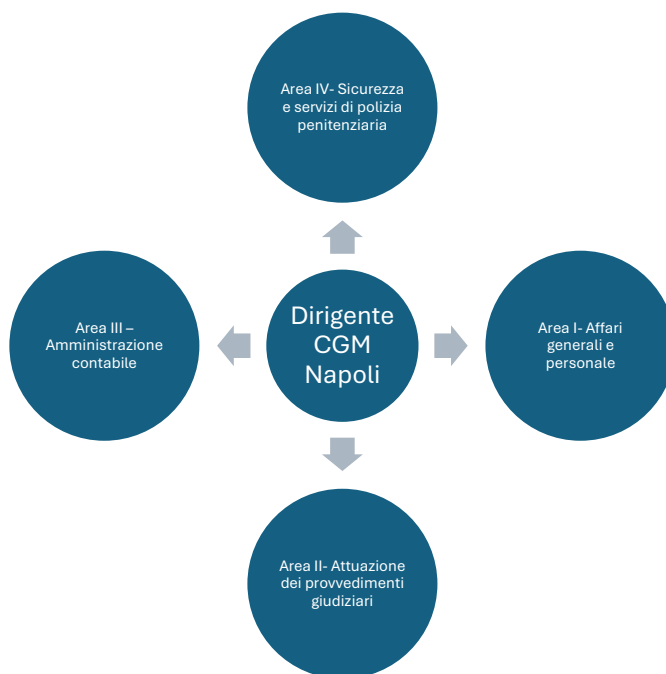 Area IV- Sicurezza
e servizi di polizia
penitenziaria
Area III –
Amministrazione
contabile
Dirigente
CGM
Napoli
Area I- Affari
generali e
personale
Area II- Attuazione
dei provvedimenti
giudiziari